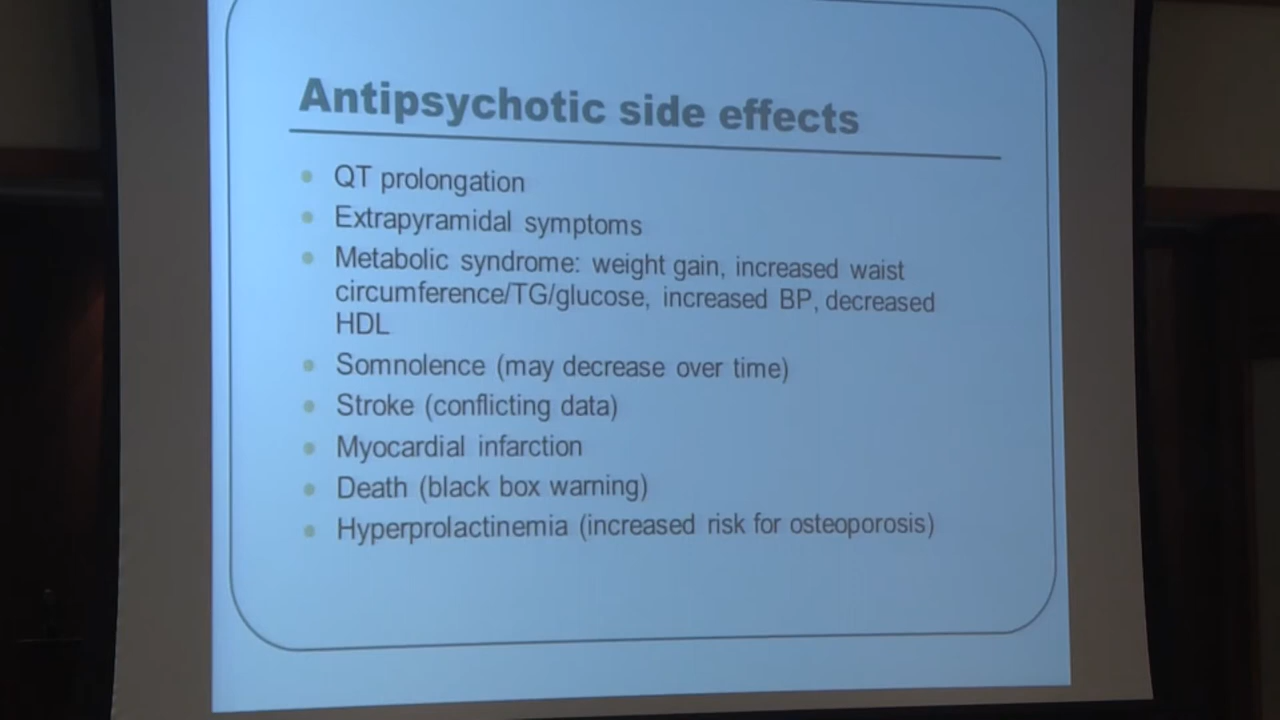 Antipsychotic side effects
QT prolongation
Extrapyramidal symptoms
Metabolic syndrome: weight gain, increased waist
circumference/TG/glucose, increased BP, decreased
HDL
Somnolence (may decrease over time)
Stroke (conflicting data)
Myocardial infarction
Death (black box warning)
Hyperprolactinemia (increased risk for osteoporosis)